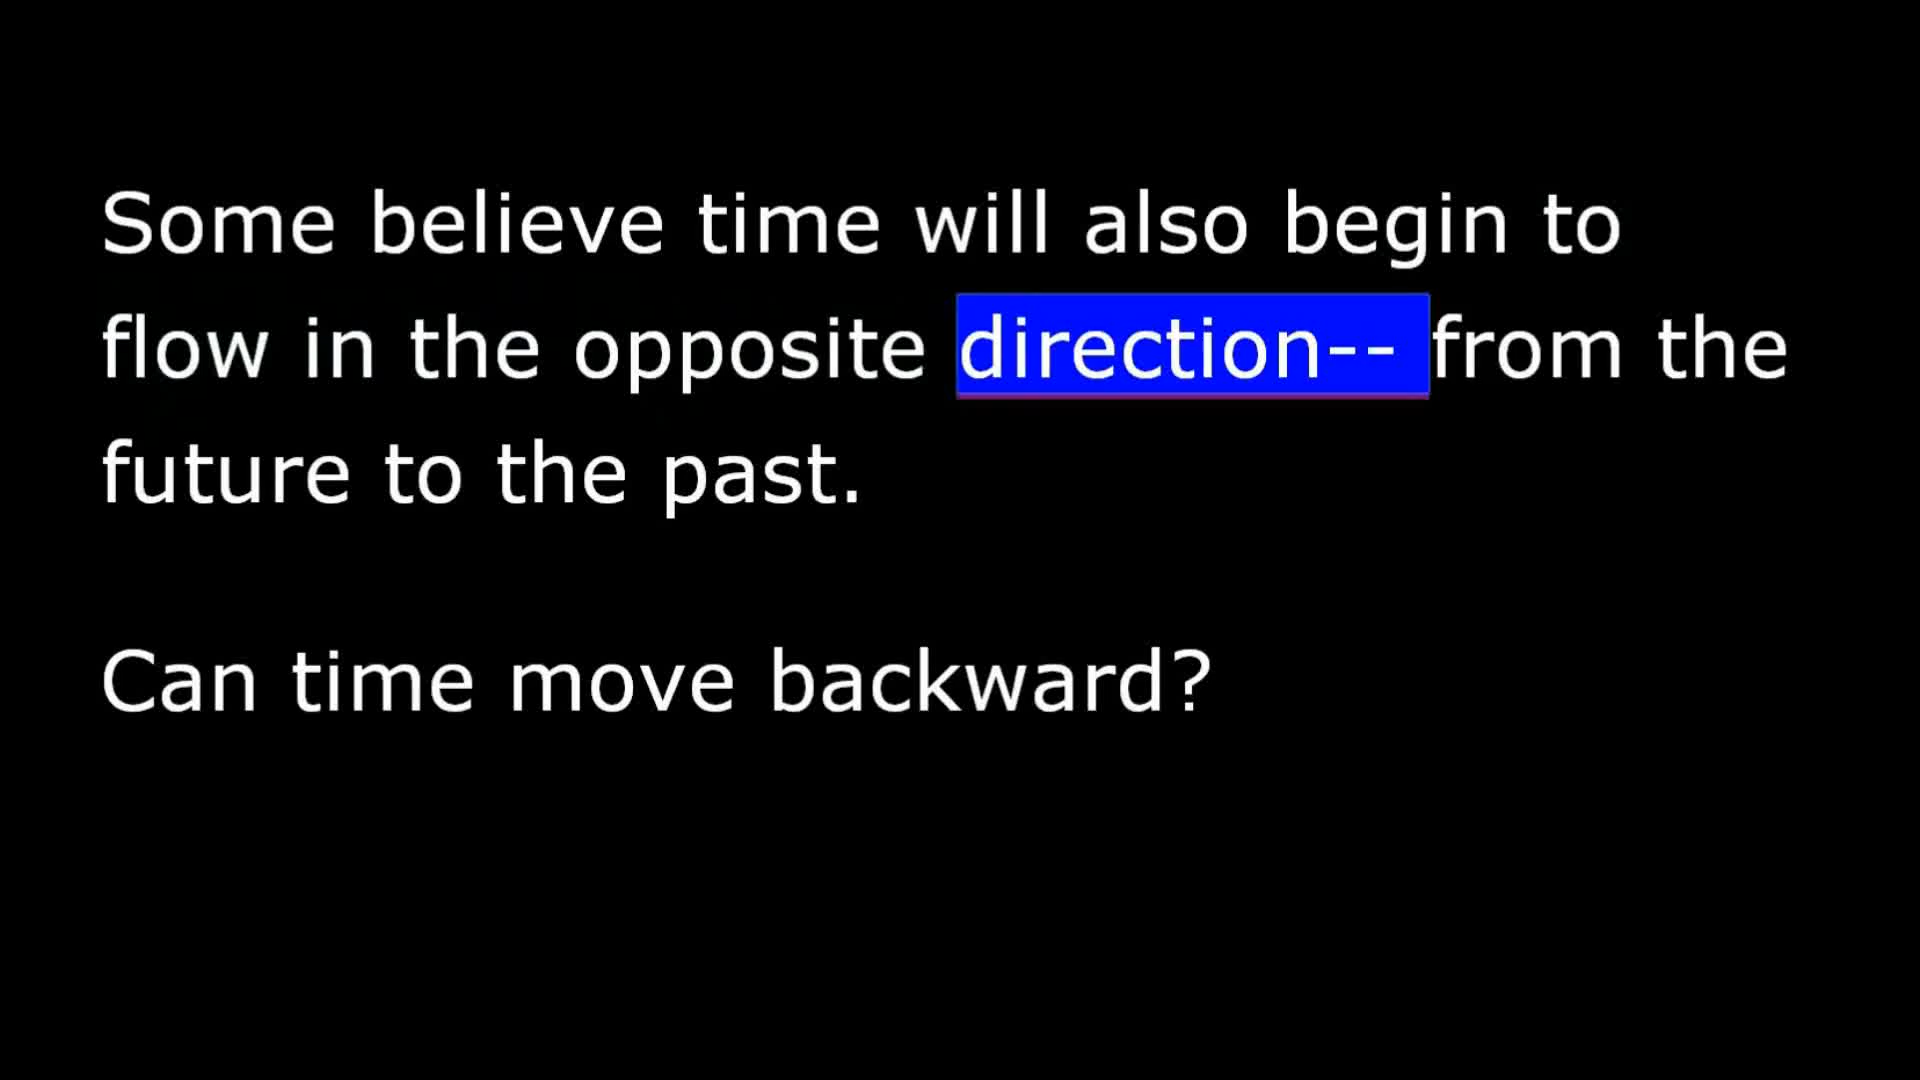 Some believe time will also begin to
flow in the opposite direction-- from the
future to the past.
Can time move backward?